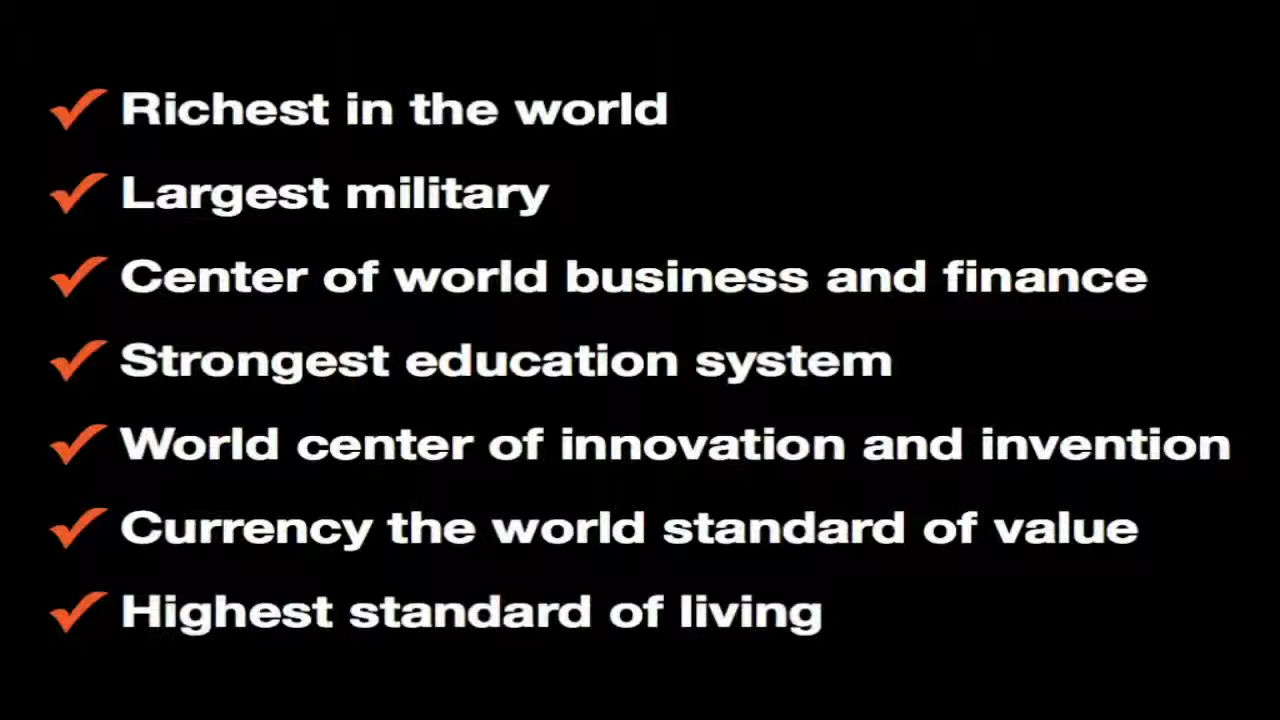 Richest in the world
Largest military
Center of world business and finance
Strongest education system
World center of innovation and invention
Currency the world standard of value
Highest standard of living